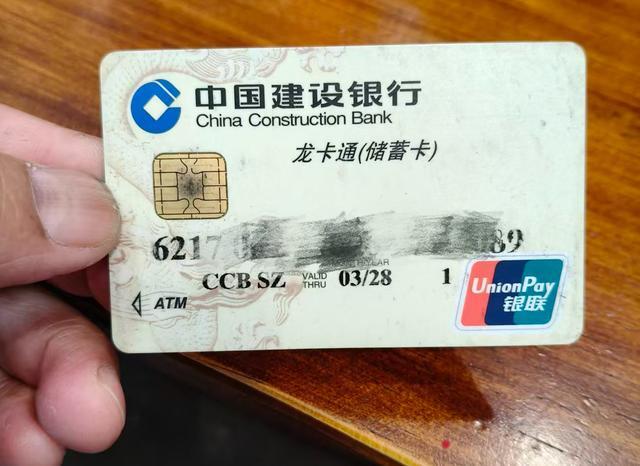 中国建设银行
China Construction Bank
龙卡通(储蓄卡)
6217 089
CCB SZ VALID THRU 03/28 1
ATM
UnionPay
银联